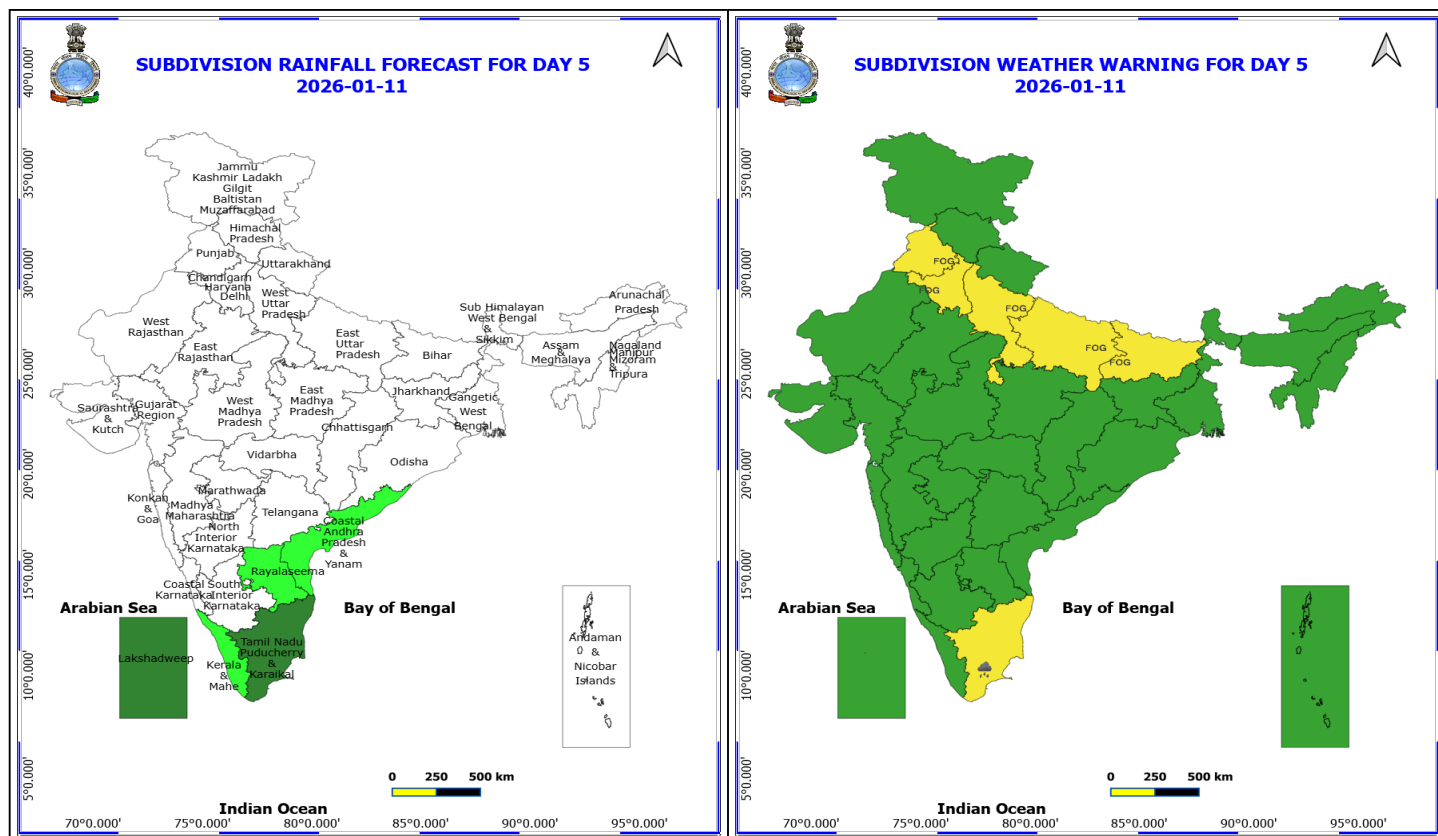 SUBDIVISION RAINFALL FORECAST FOR DAY 5
2026-01-11
40°0.000'
35°0.000'
30°0.000'
25°0.000'
20°0.000'
15°0.000'
10°0.000'
5°0.000'
Jammu
Kashmir Ladakh
Gilgit
Baltistan
Muzaffarabad
Himachal
Pradesh
Punjab
Uttarakhand
Chandigarh
Haryana
Delhi
West
Uttar
Pradesh
West
Rajasthan
East
Rajasthan
East
Uttar
Pradesh
Bihar
Sub Himalayan
West Bengal
&
Sikkim
Arunachal
Pradesh
Assam
&
Meghalaya
Nagaland
Manipur
Mizoram
&
Tripura
Saurashtra
&
Kutch
Gujarat
Region
West
Madhya
Pradesh
East
Madhya
Pradesh
Jharkhand
Gangetic
West
Bengal
Chhattisgarh
Vidarbha
Odisha
Konkan
&
Goa
Marathwada
Madhya
Maharashtra
North
Interior
Karnataka
Telangana
Coastal
Andhra
Pradesh
&
Yanam
Rayalaseema
Coastal
Karnataka
South
Interior
Karnataka
Arabian Sea
Bay of Bengal
Lakshadweep
Kerala
&
Mahe
Tamil Nadu
Puducherry
&
Karaikal
Andaman
&
Nicobar
Islands
0 250 500 km
Indian Ocean
70°0.000' 75°0.000' 80°0.000' 85°0.000' 90°0.000' 95°0.000'
SUBDIVISION WEATHER WARNING FOR DAY 5
2026-01-11
40°0.000'
35°0.000'
30°0.000'
25°0.000'
20°0.000'
15°0.000'
10°0.000'
5°0.000'
FOG
FOG
FOG
FOG
FOG
Arabian Sea
Bay of Bengal
0 250 500 km
Indian Ocean
70°0.000' 75°0.000' 80°0.000' 85°0.000' 90°0.000' 95°0.000'